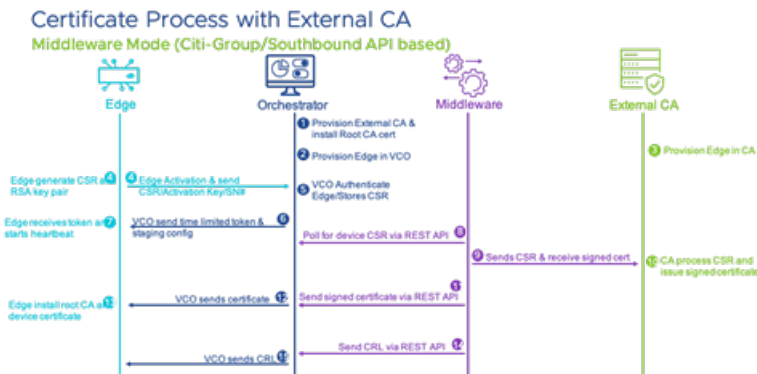 Certificate Process with External CA
Middleware Mode (Citi-Group/Southbound API based)
Edge
Orchestrator
Middleware
External CA
1 Provision External CA &
install Root CA cert
2 Provision Edge in VCO
3 Provision Edge in CA
4 Edge generate CSR
RSA key pair
4 Edge Activation & send
CSR/Activation Key/SN#
5 VCO Authenticate
Edge/Stores CSR
6 VCO send time limited token &
staging config
7 Edge receives token
starts heartbeat
8 Poll for device CSR via REST API
9 Sends CSR & receive signed cert
10 CA process CSR and
issue signed certificate
11 Send signed certificate via REST API
12 VCO sends certificate
13 Edge install root CA
device certificate
14 Send CRL via REST API
15 VCO sends CRL